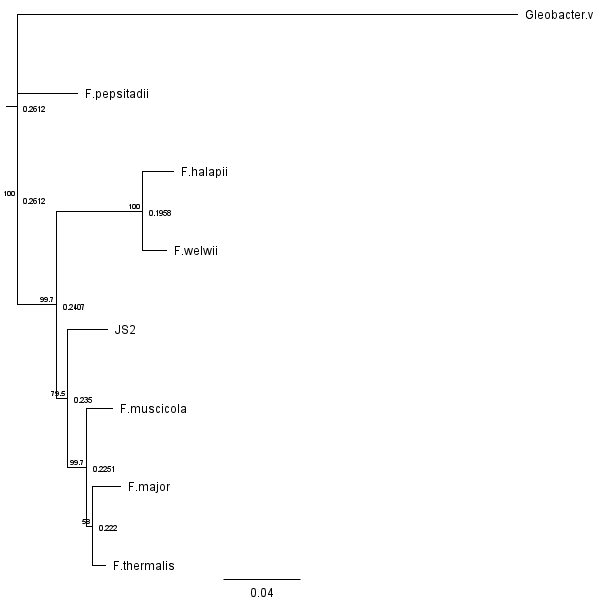 Gleobacter.v
F.pepsitadii
0.2612
F.halapii
100
0.2612
100
0.1958
F.welwii
99.7
0.2407
JS2
79.5
0.235
F.muscicola
99.7
0.2251
F.major
58
0.222
F.thermalis
0.04